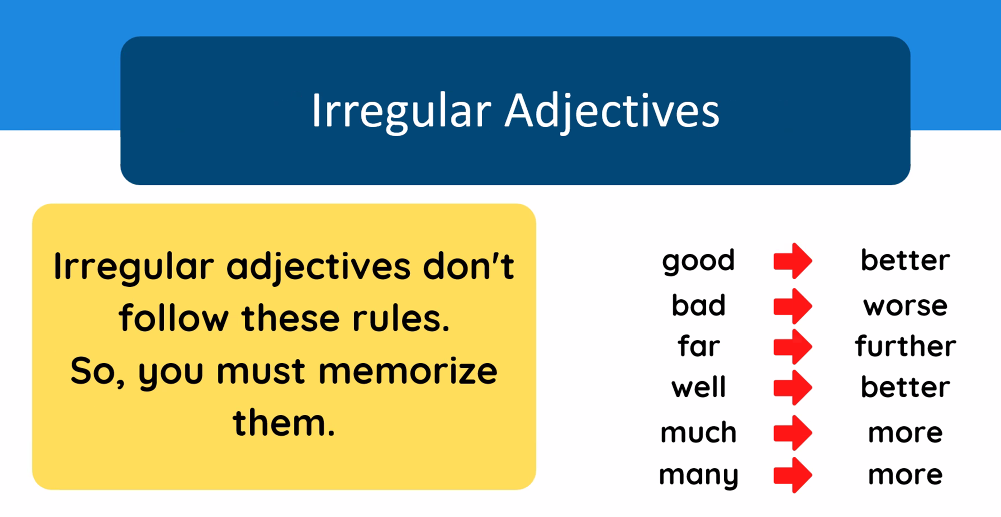 Irregular Adjectives
Irregular adjectives don't
follow these rules.
So, you must memorize
them.
good better
bad worse
far further
well better
much more
many more